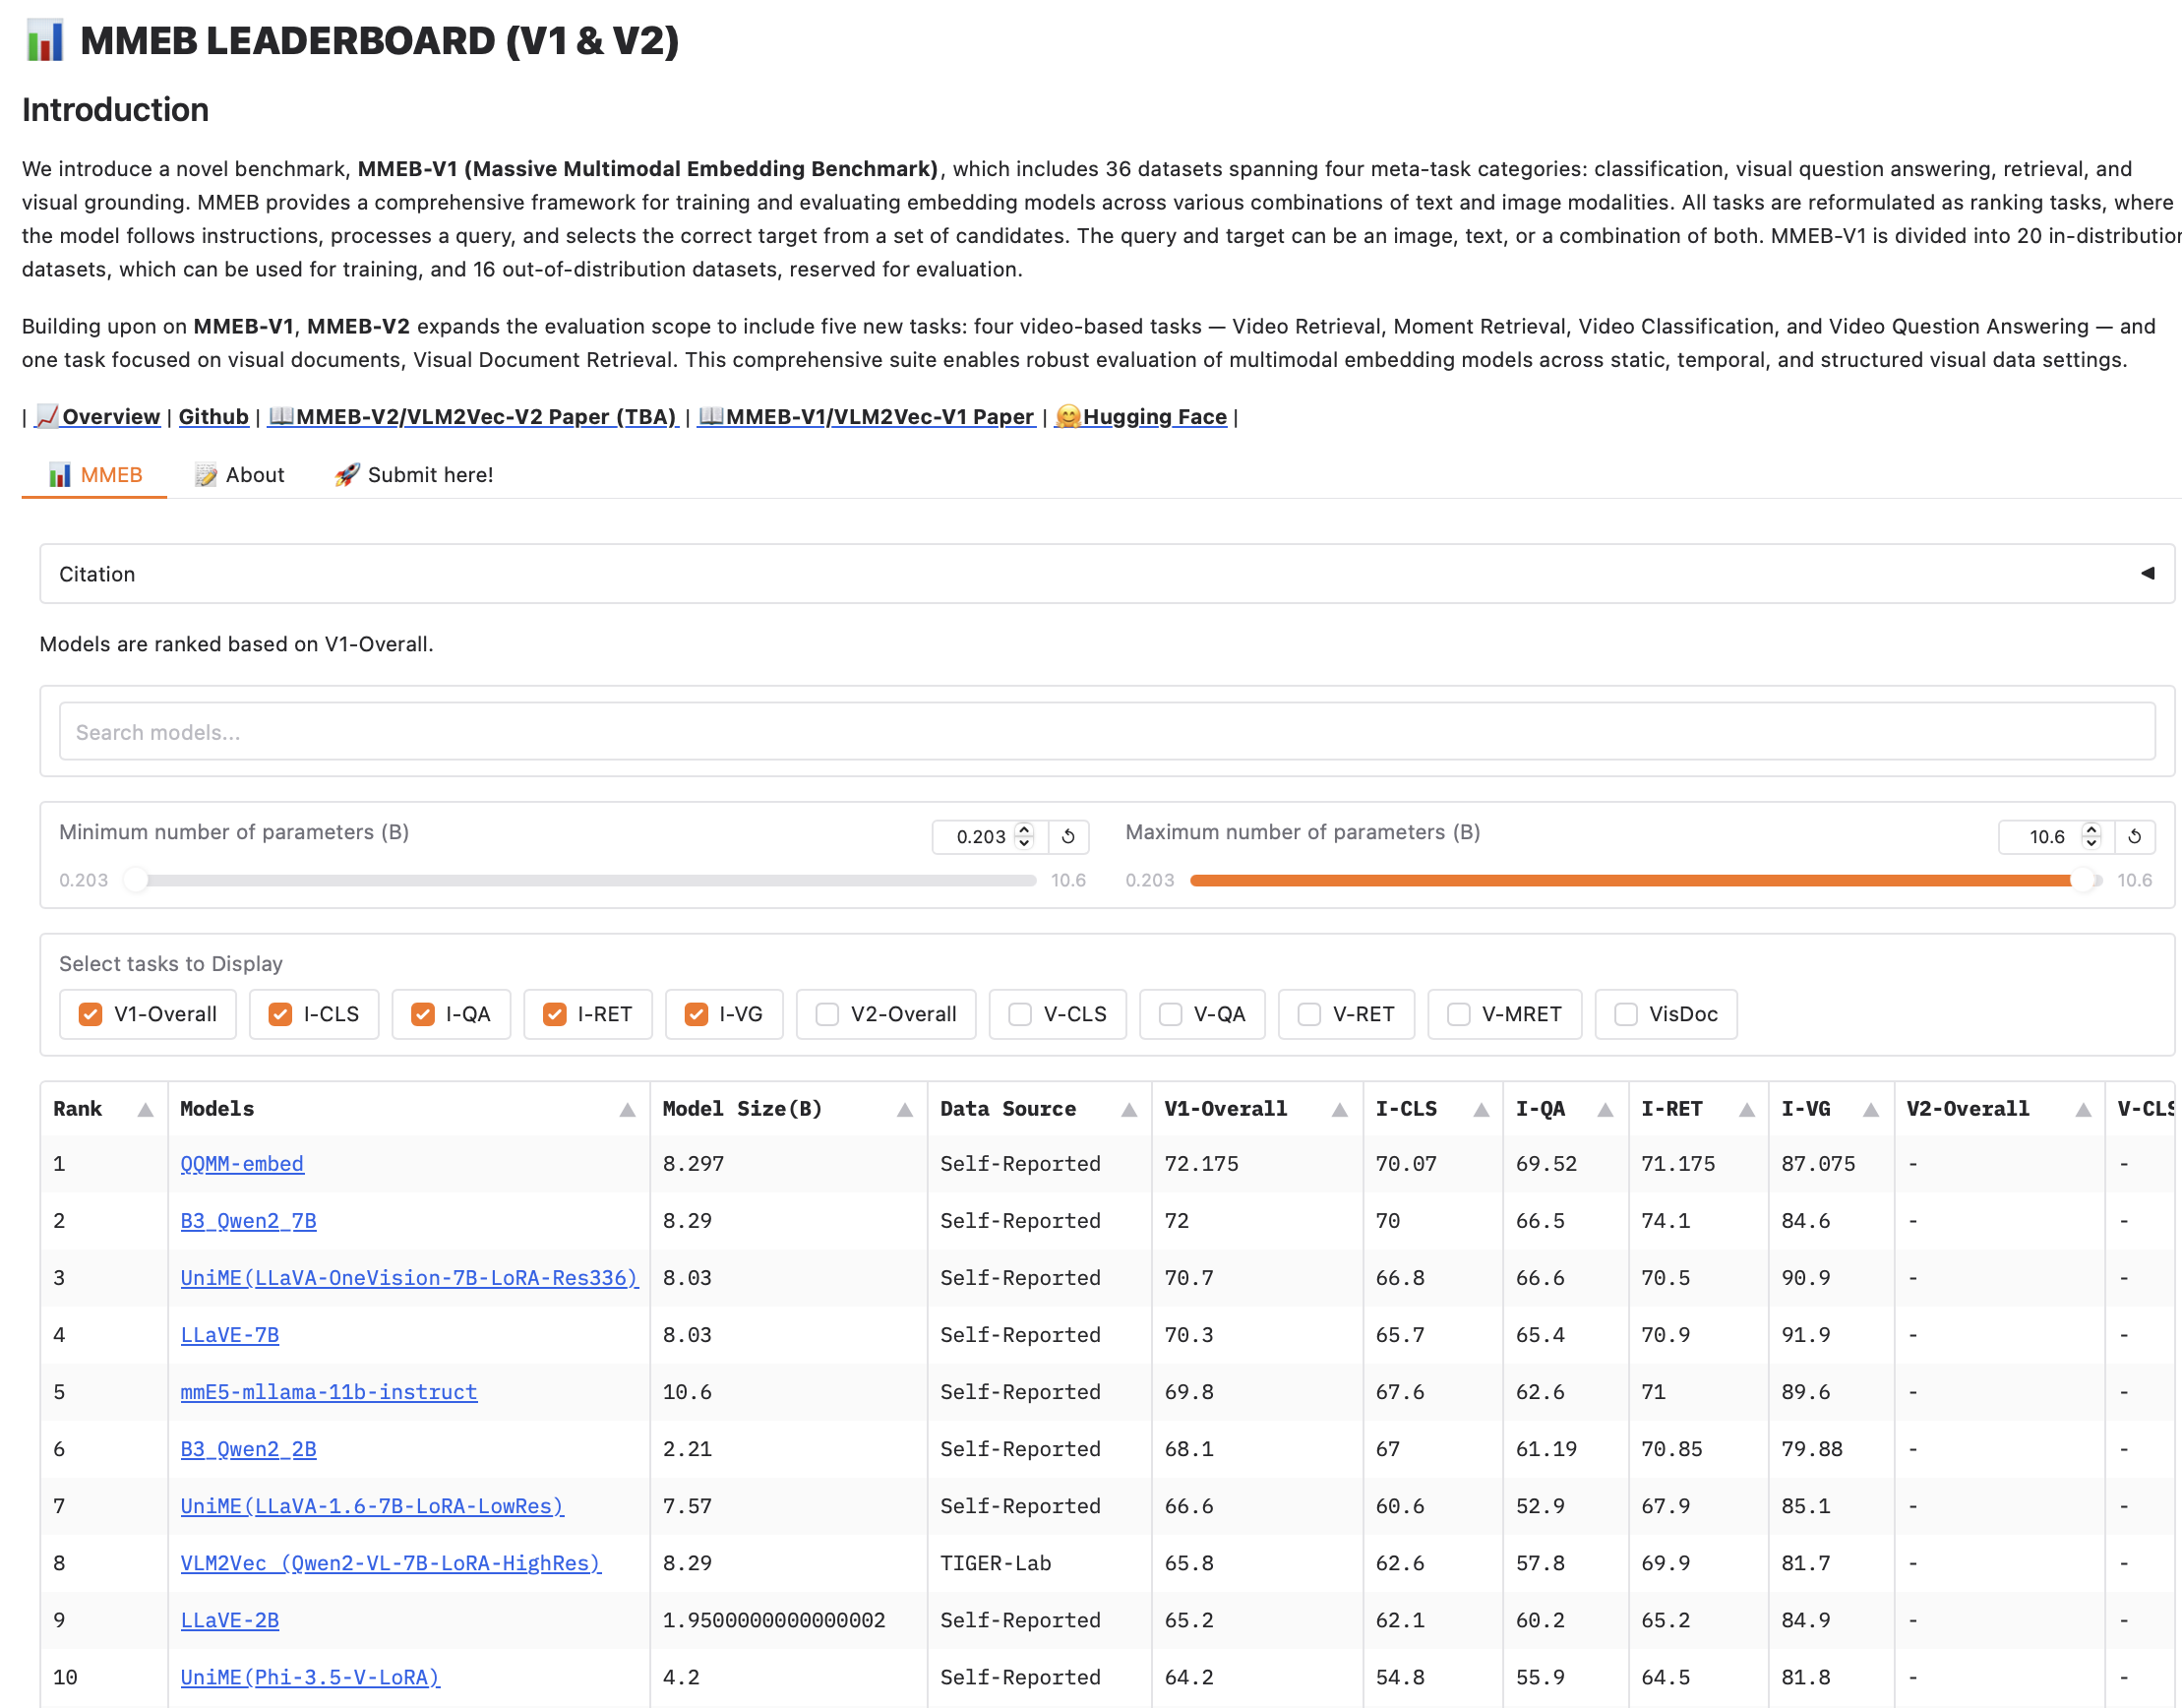 📊 MMEB LEADERBOARD (V1 & V2)
Introduction
We introduce a novel benchmark, MMEB-V1 (Massive Multimodal Embedding Benchmark), which includes 36 datasets spanning four meta-task categories: classification, visual question answering, retrieval, and
visual grounding. MMEB provides a comprehensive framework for training and evaluating embedding models across various combinations of text and image modalities. All tasks are reformulated as ranking tasks, where
the model follows instructions, processes a query, and selects the correct target from a set of candidates. The query and target can be an image, text, or a combination of both. MMEB-V1 is divided into 20 in-distribution
datasets, which can be used for training, and 16 out-of-distribution datasets, reserved for evaluation.
Building upon on MMEB-V1, MMEB-V2 expands the evaluation scope to include five new tasks: four video-based tasks — Video Retrieval, Moment Retrieval, Video Classification, and Video Question Answering — and
one task focused on visual documents, Visual Document Retrieval. This comprehensive suite enables robust evaluation of multimodal embedding models across static, temporal, and structured visual data settings.
| 📈Overview | Github | 📖MMEB-V2/VLM2Vec-V2 Paper (TBA) | 📖MMEB-V1/VLM2Vec-V1 Paper | 🤗Hugging Face |
📊 MMEB 📝 About 🚀 Submit here!
Citation ◀
Models are ranked based on V1-Overall.
Search models...
Minimum number of parameters (B) 0.203 Maximum number of parameters (B) 10.6
0.203 10.6 0.203 10.6
Select tasks to Display
V1-Overall I-CLS I-QA I-RET I-VG V2-Overall V-CLS V-QA V-RET V-MRET VisDoc
Rank Models Model Size(B) Data Source V1-Overall I-CLS I-QA I-RET I-VG V2-Overall V-CLS
1 QQMM-embed 8.297 Self-Reported 72.175 70.07 69.52 71.175 87.075 - -
2 B3_Qwen2_7B 8.29 Self-Reported 72 70 66.5 74.1 84.6 - -
3 UniME(LLaVA-OneVision-7B-LoRA-Res336) 8.03 Self-Reported 70.7 66.8 66.6 70.5 90.9 - -
4 LLaVE-7B 8.03 Self-Reported 70.3 65.7 65.4 70.9 91.9 - -
5 mmE5-mllama-11b-instruct 10.6 Self-Reported 69.8 67.6 62.6 71 89.6 - -
6 B3_Qwen2_2B 2.21 Self-Reported 68.1 67 61.19 70.85 79.88 - -
7 UniME(LLaVA-1.6-7B-LoRA-LowRes) 7.57 Self-Reported 66.6 60.6 52.9 67.9 85.1 - -
8 VLM2Vec (Qwen2-VL-7B-LoRA-HighRes) 8.29 TIGER-Lab 65.8 62.6 57.8 69.9 81.7 - -
9 LLaVE-2B 1.9500000000000002 Self-Reported 65.2 62.1 60.2 65.2 84.9 - -
10 UniME(Phi-3.5-V-LoRA) 4.2 Self-Reported 64.2 54.8 55.9 64.5 81.8 - -